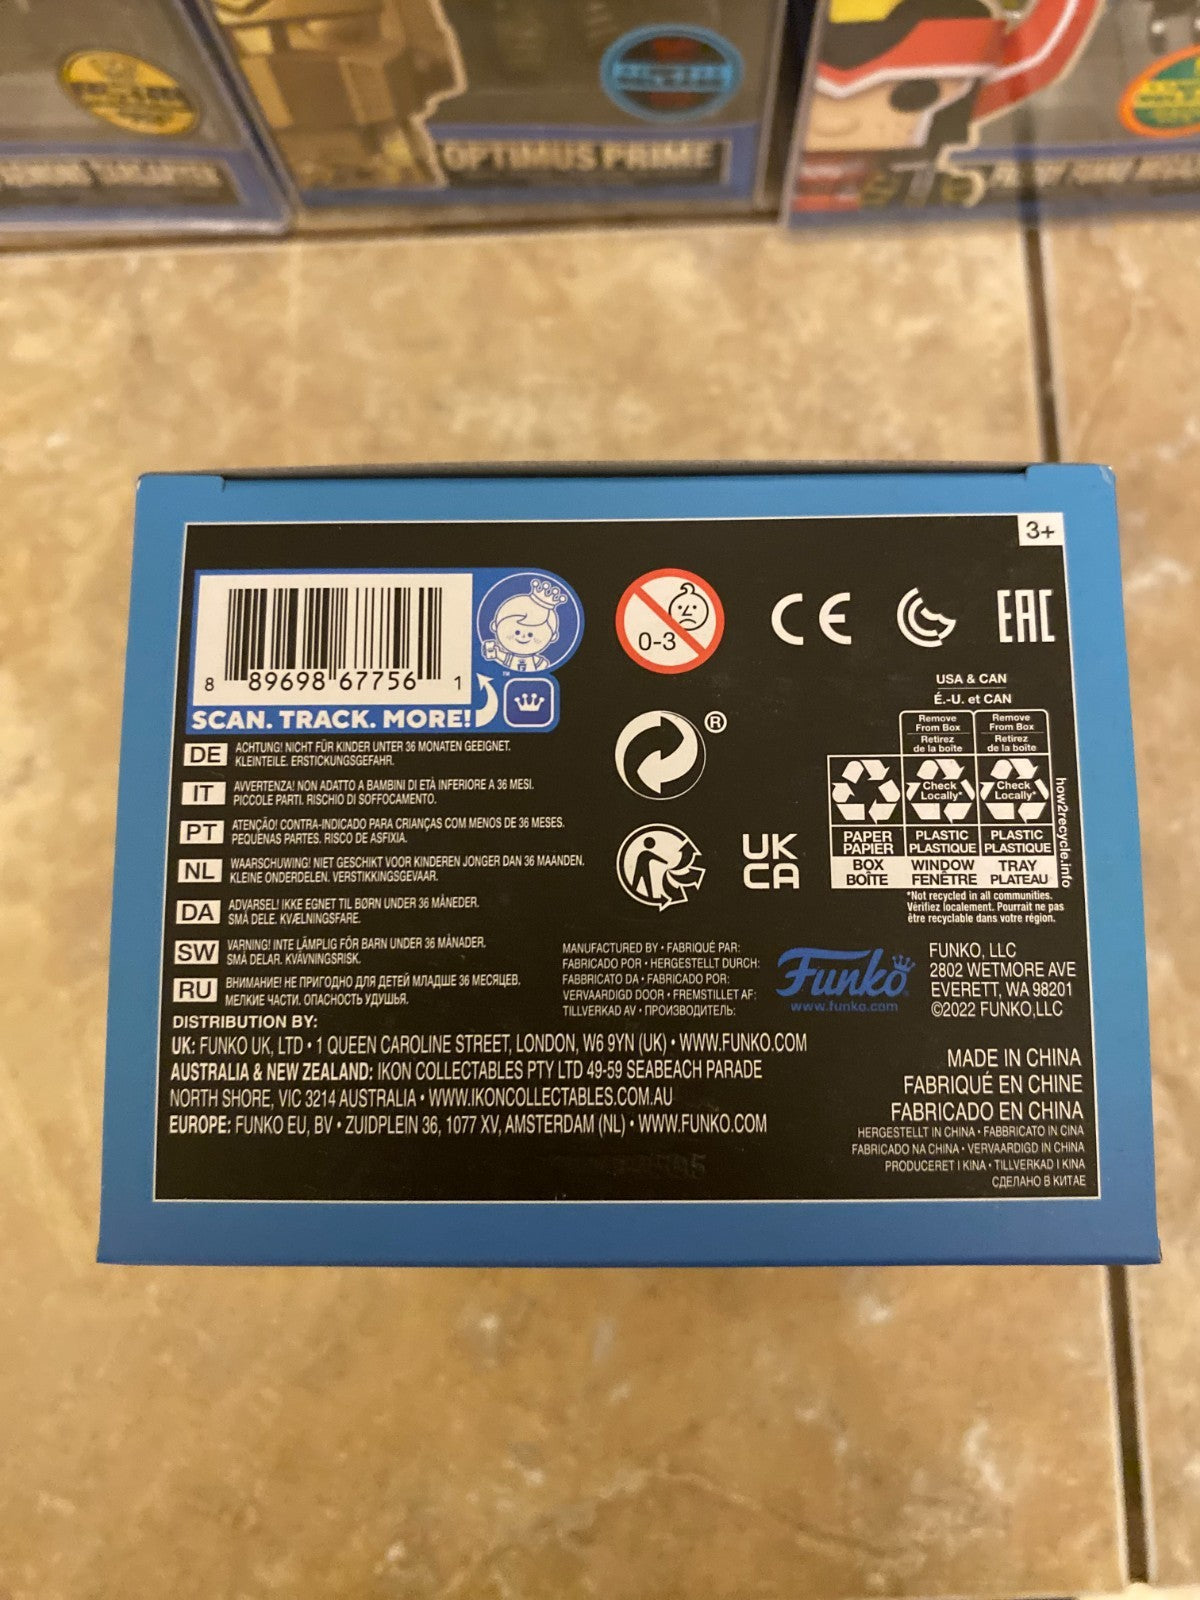 OPTIMUS PRIME
3+
8 89698 67756 1
SCAN. TRACK. MORE!
™
0-3
CE
EAC
®
UK
CA
USA & CAN
É.-U. et CAN
Remove
From Box
Retirez
de la boîte
Remove
From Box
Retirez
de la boîte
Check
Locally*
Check
Locally*
PAPER
PAPIER
PLASTIC
PLASTIQUE
PLASTIC
PLASTIQUE
BOX
BOÎTE
WINDOW
FENÊTRE
TRAY
PLATEAU
how2recycle.info
*Not recycled in all communities.
Vérifiez localement. Pourrait ne pas
être recyclable dans votre région.
DE ACHTUNG! NICHT FÜR KINDER UNTER 36 MONATEN GEEIGNET.
KLEINTEILE. ERSTICKUNGSGEFAHR.
IT AVVERTENZA! NON ADATTO A BAMBINI DI ETÀ INFERIORE A 36 MESI.
PICCOLE PARTI. RISCHIO DI SOFFOCAMENTO.
PT ATENCÃO! CONTRA-INDICADO PARA CRIANÇAS COM MENOS DE 36 MESES.
PEQUENAS PARTES. RISCO DE ASFIXIA.
NL WAARSCHUWING! NIET GESCHIKT VOOR KINDEREN JONGER DAN 36 MAANDEN.
KLEINE ONDERDELEN. VERSTIKKINGSGEVAAR.
DA ADVARSEL! IKKE EGNET TIL BØRN UNDER 36 MÅNEDER.
SMÅ DELE. KVÆLNINGSFARE.
SW VARNING! INTE LÄMPLIG FÖR BARN UNDER 36 MÅNADER.
SMÅ DELAR. KVÄVNINGSRISK.
RU ВНИМАНИЕ! НЕ ПРИГОДНО ДЛЯ ДЕТЕЙ МЛАДШЕ 36 МЕСЯЦЕВ.
МЕЛКИЕ ЧАСТИ. ОПАСНОСТЬ УДУШЬЯ.
MANUFACTURED BY • FABRIQUÉ PAR:
FABRICADO POR • HERGESTELLT DURCH:
FABBRICATO DA • FABRICADO POR:
VERVAARDIGD DOOR • FREMSTILLET AF:
TILLVERKAD AV • ПРОИЗВОДИТЕЛЬ:
Funko
www.funko.com
FUNKO, LLC
2802 WETMORE AVE
EVERETT, WA 98201
©2022 FUNKO,LLC
DISTRIBUTION BY:
UK: FUNKO UK, LTD • 1 QUEEN CAROLINE STREET, LONDON, W6 9YN (UK) • WWW.FUNKO.COM
AUSTRALIA & NEW ZEALAND: IKON COLLECTABLES PTY LTD 49-59 SEABEACH PARADE
NORTH SHORE, VIC 3214 AUSTRALIA • WWW.IKONCOLLECTABLES.COM.AU
EUROPE: FUNKO EU, BV • ZUIDPLEIN 36, 1077 XV, AMSTERDAM (NL) • WWW.FUNKO.COM
MADE IN CHINA
FABRIQUÉ EN CHINE
FABRICADO EN CHINA
HERGESTELLT IN CHINA • FABBRICATO IN CINA
FABRICADO NA CHINA • VERVAARDIGD IN CHINA
PRODUCERET I KINA • TILLVERKAD I KINA
СДЕЛАНО В КИТАЕ